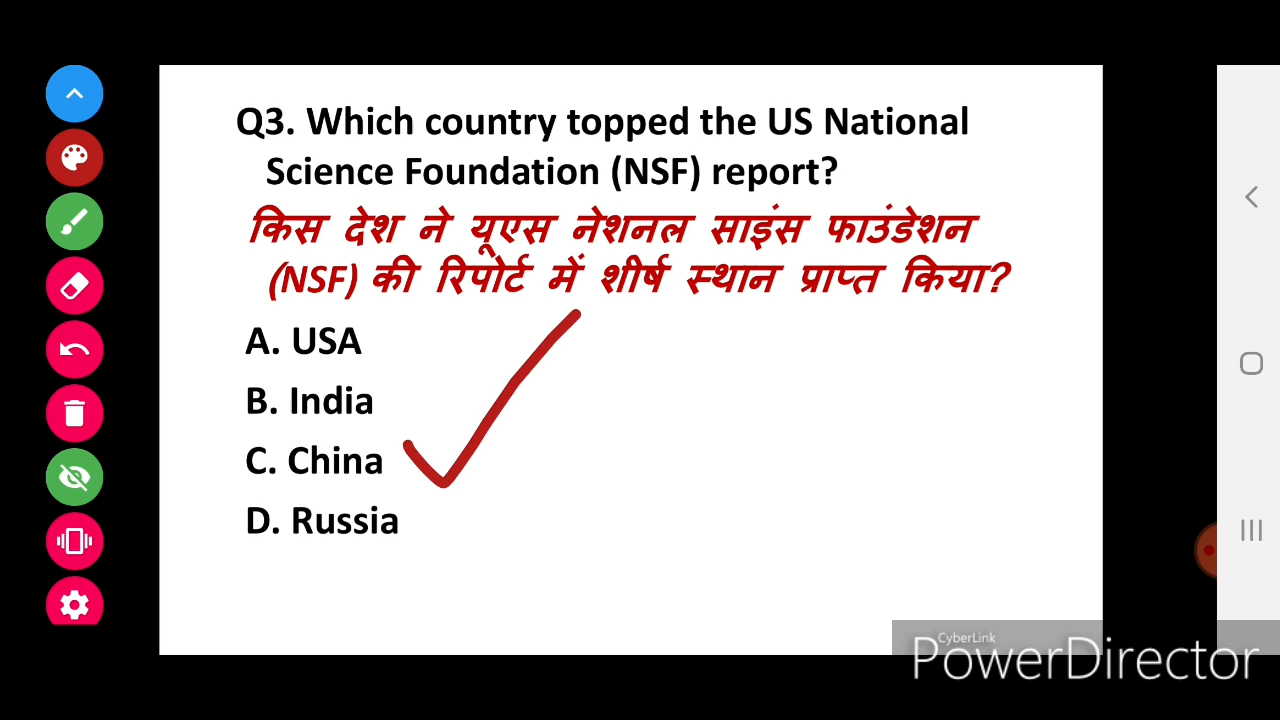 Q3. Which country topped the US National
Science Foundation (NSF) report?
किस देश ने यूएस नेशनल साइंस फाउंडेशन
(NSF) की रिपोर्ट में शीर्ष स्थान प्राप्त किया?
A. USA
B. India
C. China
D. Russia
CyberLink
PowerDirector